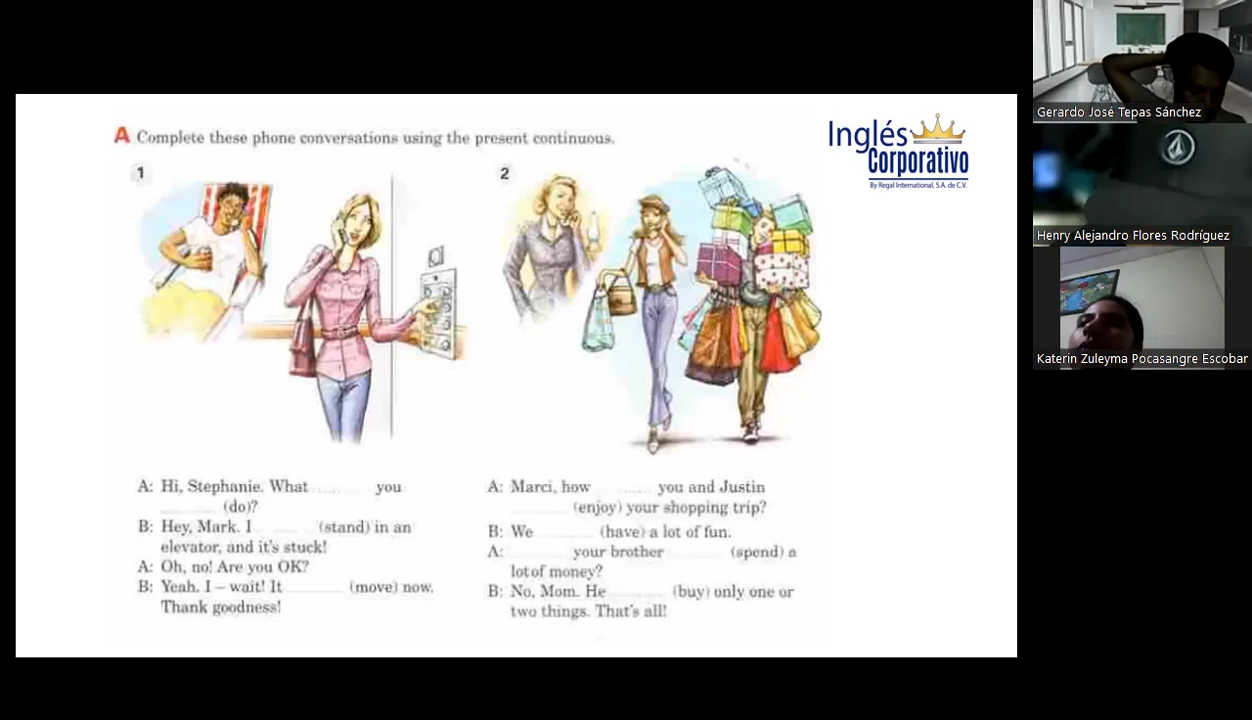 A Complete these phone conversations using the present continuous.
Inglés
Corporativo
By Regal International, S.A. de C.V.
1
A: Hi, Stephanie. What ........ you
........ (do)?
B: Hey, Mark. I ........ (stand) in an
elevator, and it's stuck!
A: Oh, no! Are you OK?
B: Yeah. I – wait! It ........ (move) now.
Thank goodness!
2
A: Marci, how ........ you and Justin
........ (enjoy) your shopping trip?
B: We ........ (have) a lot of fun.
A: ........ your brother ........ (spend) a
lot of money?
B: No, Mom. He ........ (buy) only one or
two things. That's all!
Gerardo José Tepas Sánchez
Henry Alejandro Flores Rodríguez
Katerin Zuleyma Pocasangre Escobar